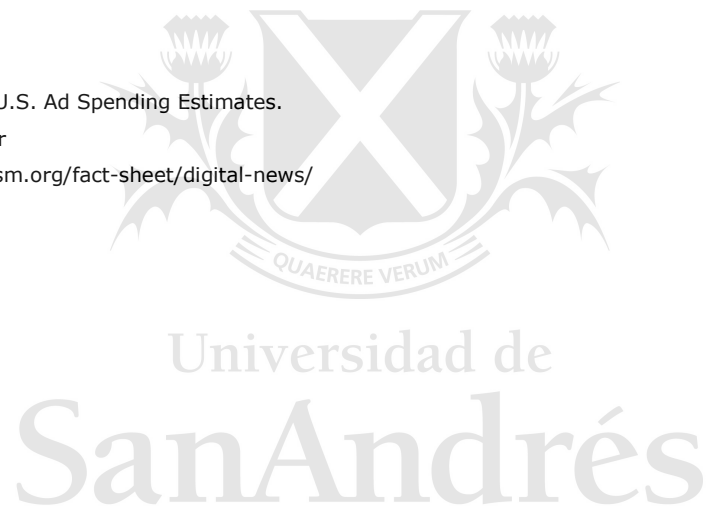 U.S. Ad Spending Estimates.
r
sm.org/fact-sheet/digital-news/
QUAERERE VERUM
Universidad de
SanAndrés